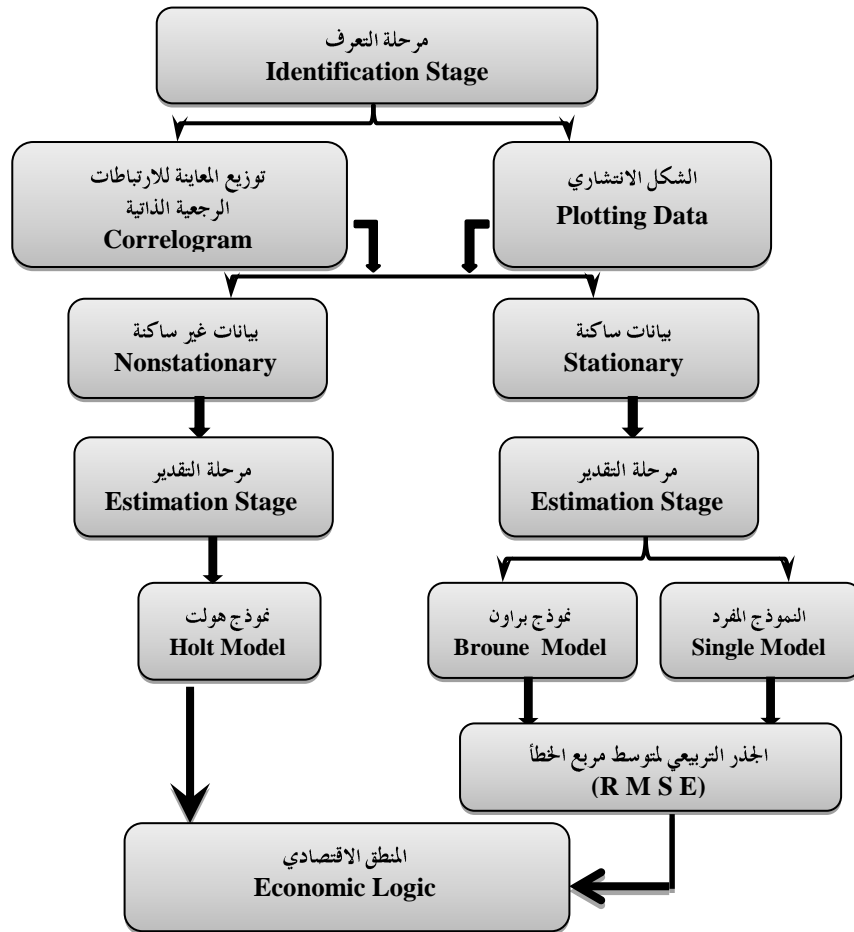 مرحلة التعرف
Identification Stage
توزيع المعاينة للارتباطات
الرجعية الذاتية
Correlogram
الشكل الانتشاري
Plotting Data
بيانات غير ساكنة
Nonstationary
بيانات ساكنة
Stationary
مرحلة التقدير
Estimation Stage
مرحلة التقدير
Estimation Stage
نموذج هولت
Holt Model
نموذج براون
Broune Model
النموذج المفرد
Single Model
الجذر التربيعي لمتوسط مربع الخطأ
(R M S E)
المنطق الاقتصادي
Economic Logic